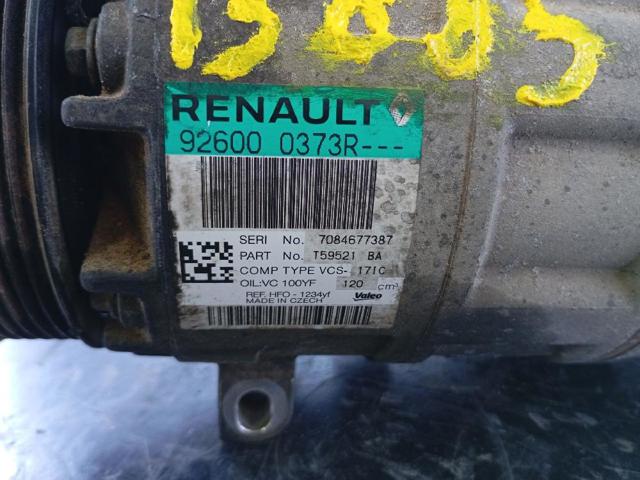 RENAULT
92600 0373R---
SERI No. 7084677387
PART No. T59521 BA
COMP TYPE VCS- 17IC
OIL:VC 100YF 120 cm³
REF. HFO - 1234yf
MADE IN CZECH
Valeo